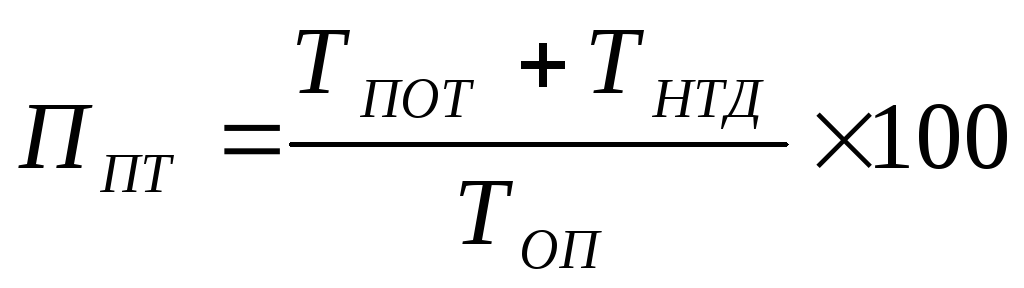 П ПТ = (Т ПОТ + Т НТД) / Т ОП × 100